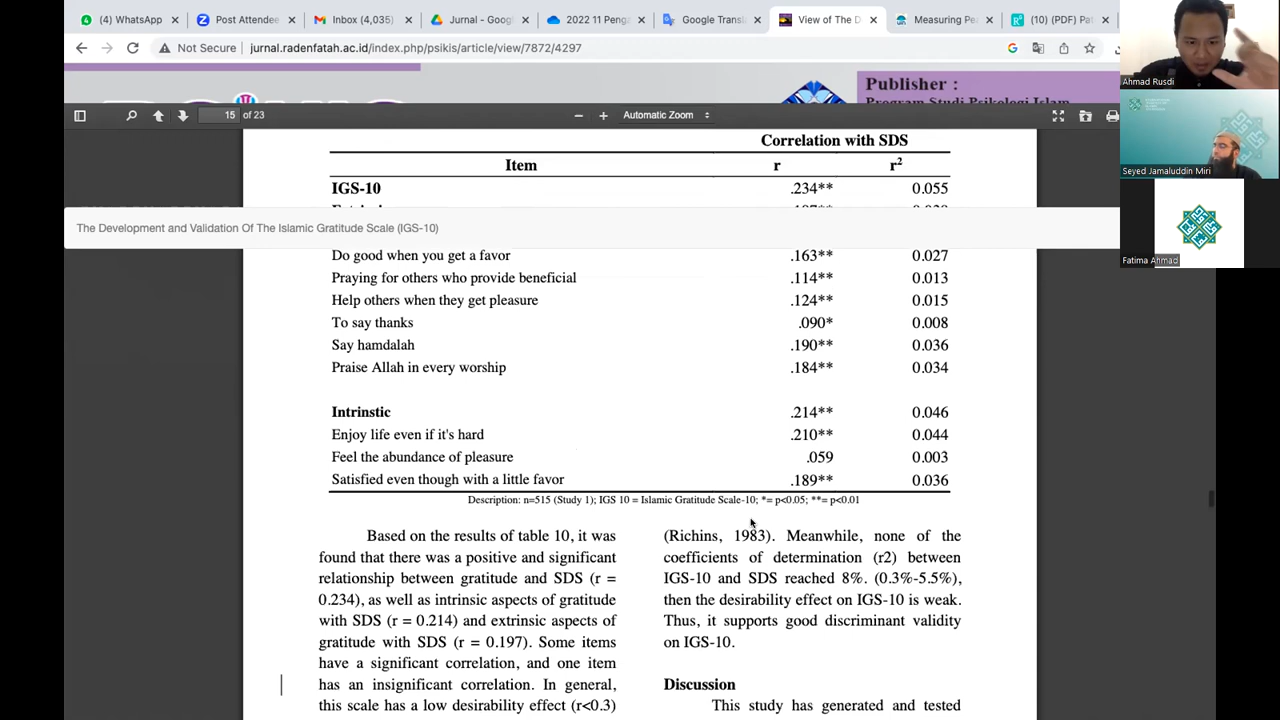 (4) WhatsApp
Post Attendee
Inbox (4,035)
Jurnal - Goog
2022 11 Penga
Google Transl
View of The D
Measuring Pe
(10) (PDF) Pa
Not Secure
jurnal.radenfatah.ac.id/index.php/psikis/article/view/7872/4297
Publisher :
Program Studi Psikologi Islam
15 of 23
Automatic Zoom
Ahmad Rusdi
Seyed Jamaluddin Miri
Fatima Ahmad
Correlation with SDS
Item r r2
IGS-10 .234** 0.055
The Development and Validation Of The Islamic Gratitude Scale (IGS-10)
Do good when you get a favor .163** 0.027
Praying for others who provide beneficial .114** 0.013
Help others when they get pleasure .124** 0.015
To say thanks .090* 0.008
Say hamdalah .190** 0.036
Praise Allah in every worship .184** 0.034
Intrinstic .214** 0.046
Enjoy life even if it's hard .210** 0.044
Feel the abundance of pleasure .059 0.003
Satisfied even though with a little favor .189** 0.036
Description: n=515 (Study 1); IGS 10 = Islamic Gratitude Scale-10; *= p<0.05; **= p<0.01
Based on the results of table 10, it was
found that there was a positive and significant
relationship between gratitude and SDS (r =
0.234), as well as intrinsic aspects of gratitude
with SDS (r = 0.214) and extrinsic aspects of
gratitude with SDS (r = 0.197). Some items
have a significant correlation, and one item
has an insignificant correlation. In general,
this scale has a low desirability effect (r<0.3)
(Richins, 1983). Meanwhile, none of the
coefficients of determination (r2) between
IGS-10 and SDS reached 8%. (0.3%-5.5%),
then the desirability effect on IGS-10 is weak.
Thus, it supports good discriminant validity
on IGS-10.
Discussion
This study has generated and tested